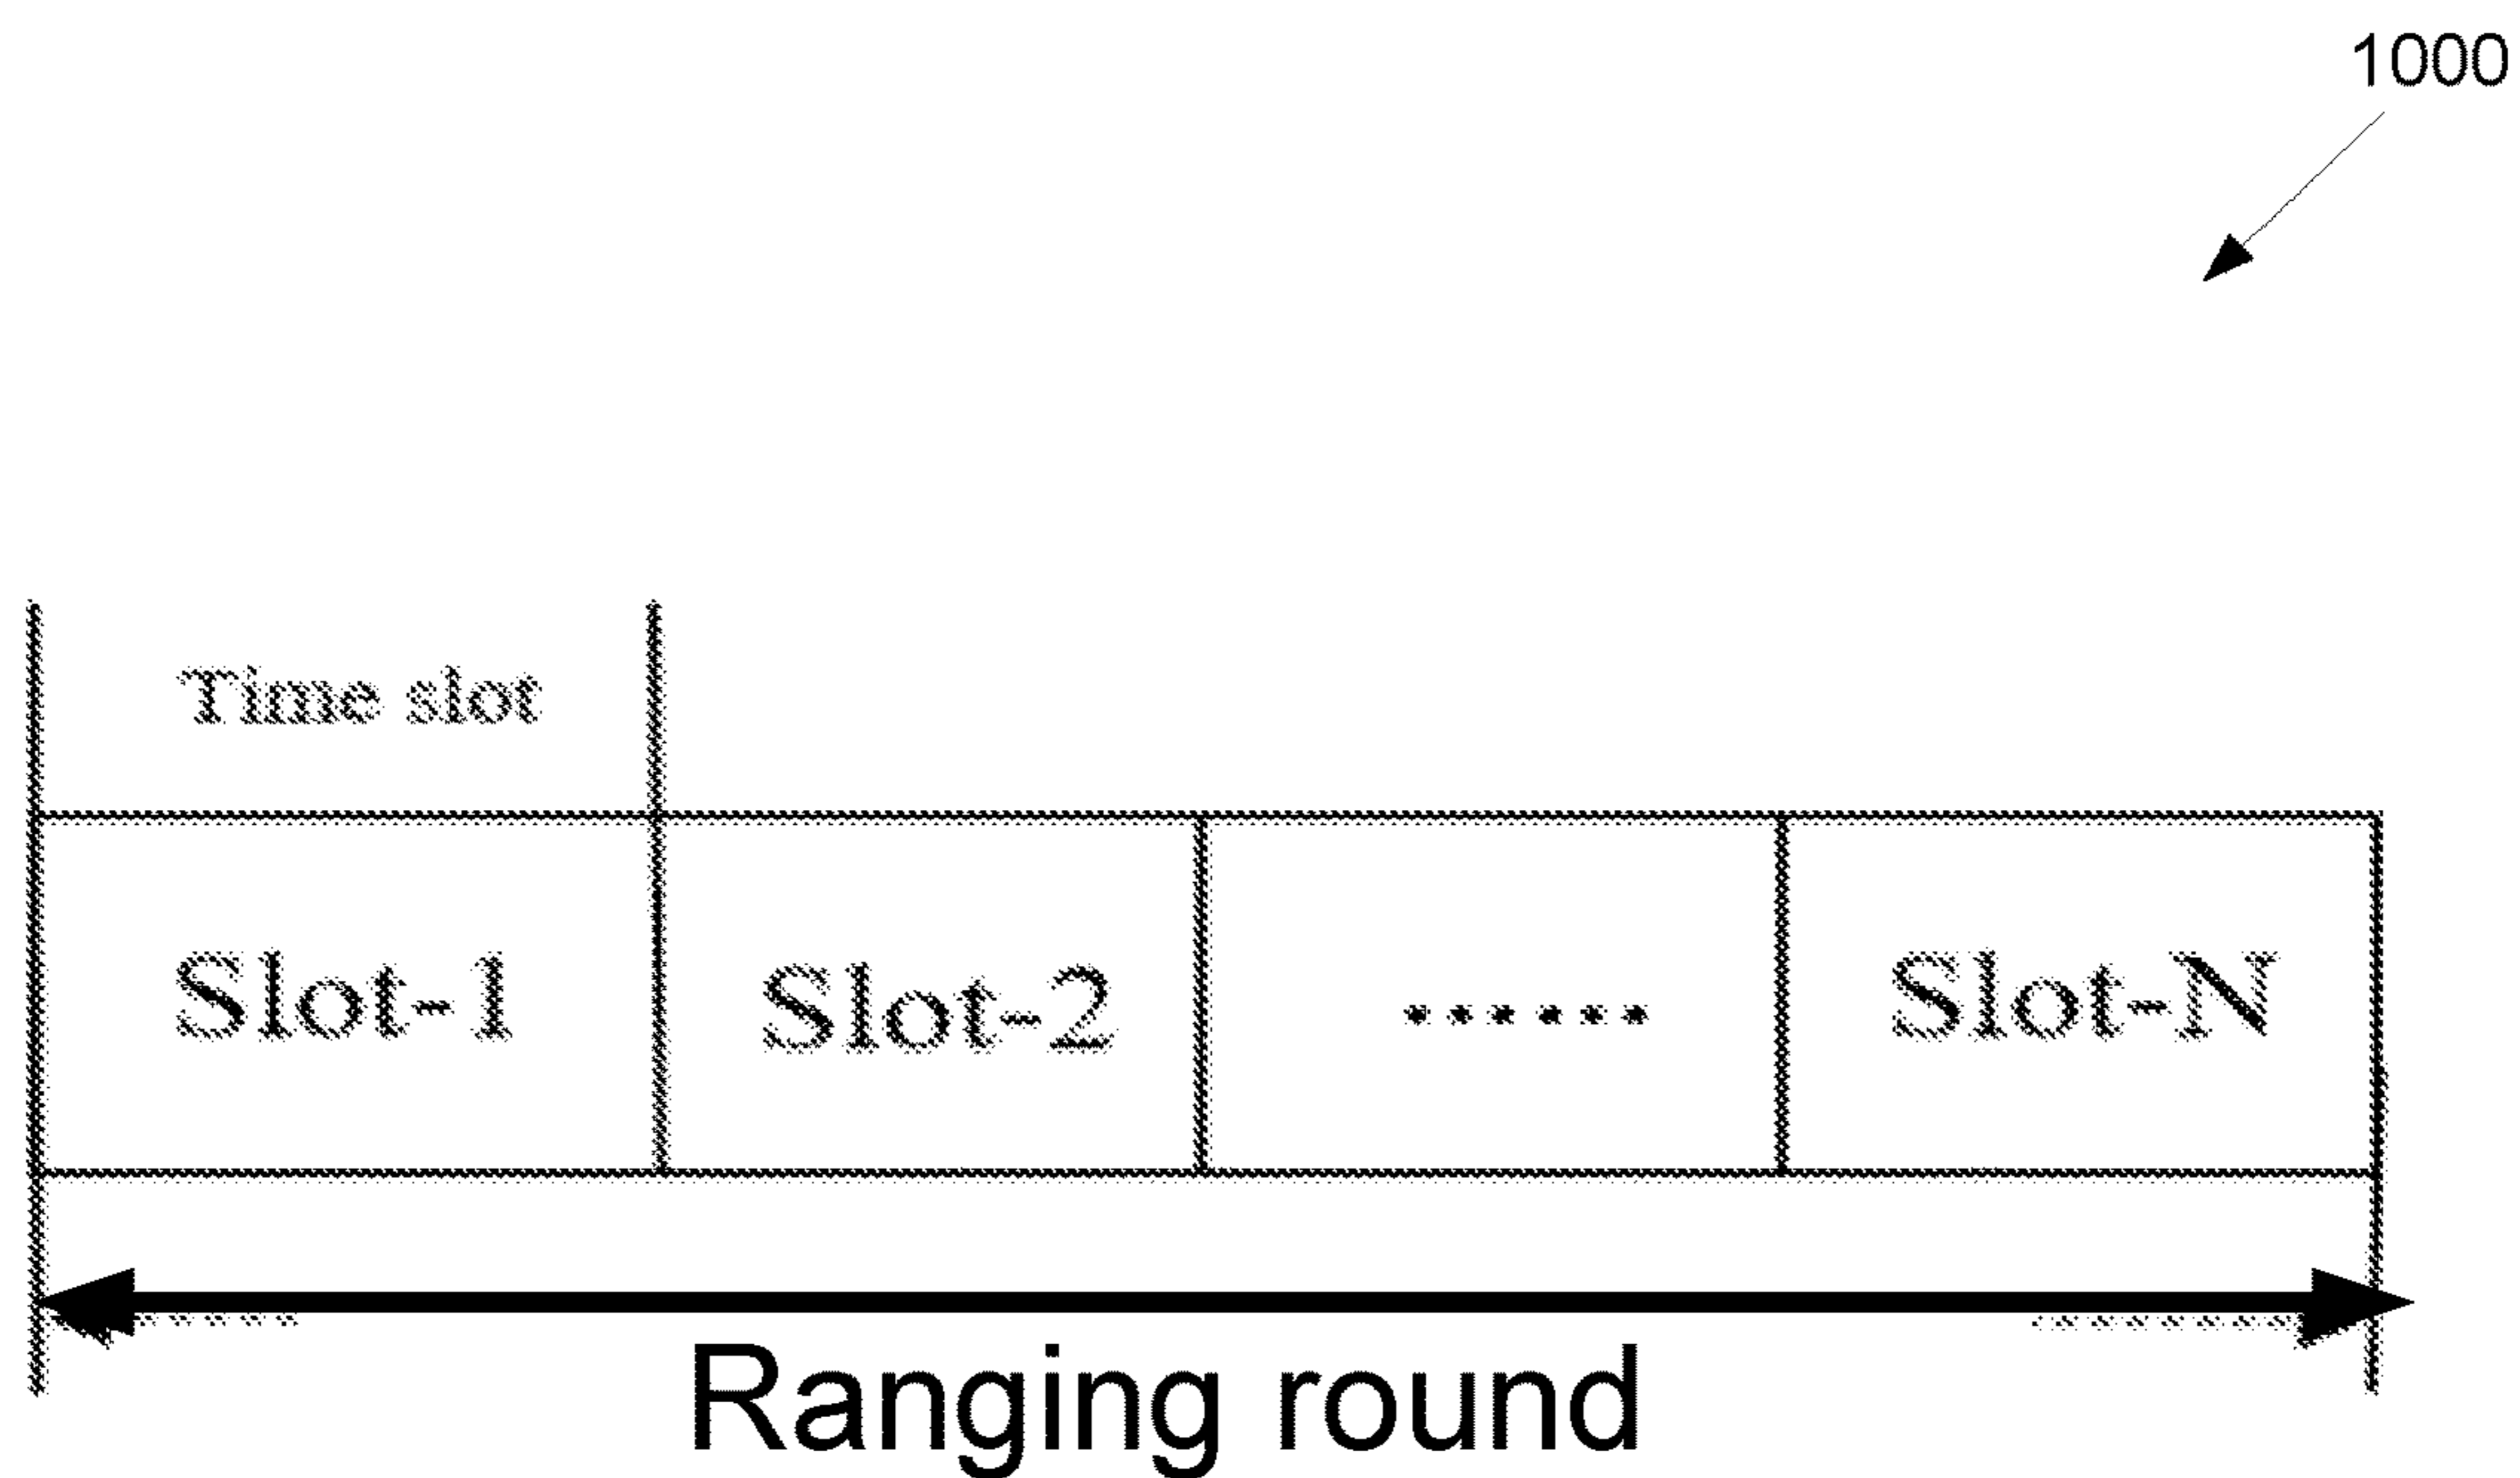 1000
Time slot
Slot-1 Slot-2 ...... Slot-N
Ranging round